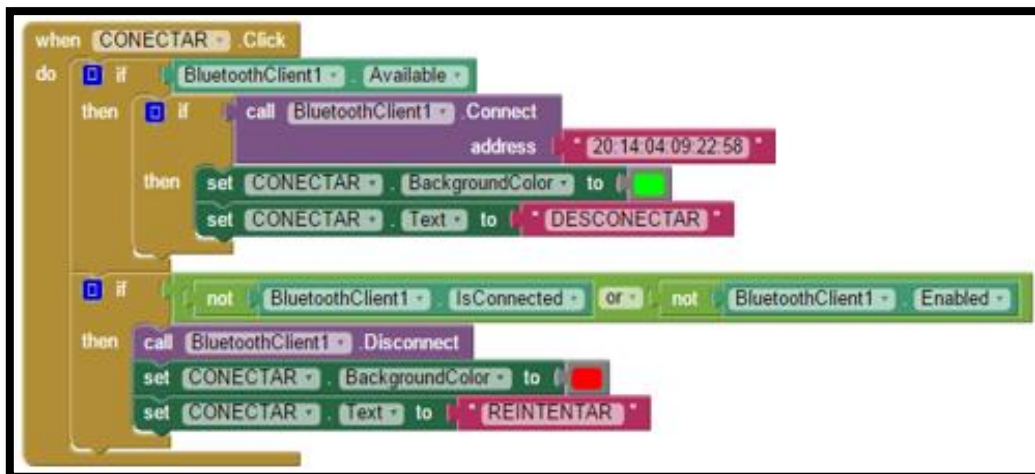 when CONECTAR .Click
do if BluetoothClient1 . Available
then if call BluetoothClient1 .Connect
address " 20:14:04:09:22:58 "
then set CONECTAR . BackgroundColor to
set CONECTAR . Text to " DESCONECTAR "
if not BluetoothClient1 . IsConnected or not BluetoothClient1 . Enabled
then call BluetoothClient1 .Disconnect
set CONECTAR . BackgroundColor to
set CONECTAR . Text to " REINTENTAR "